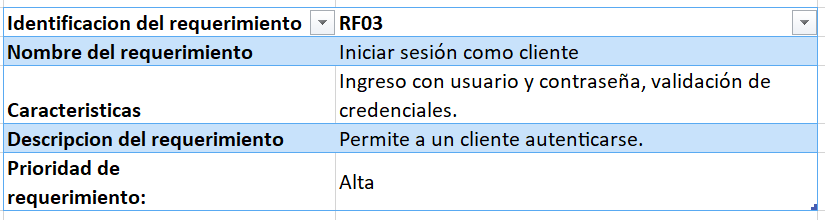 Identificacion del requerimiento RF03
Nombre del requerimiento Iniciar sesión como cliente
Ingreso con usuario y contraseña, validación de
Caracteristicas credenciales.
Descripcion del requerimiento Permite a un cliente autenticarse.
Prioridad de
requerimiento: Alta